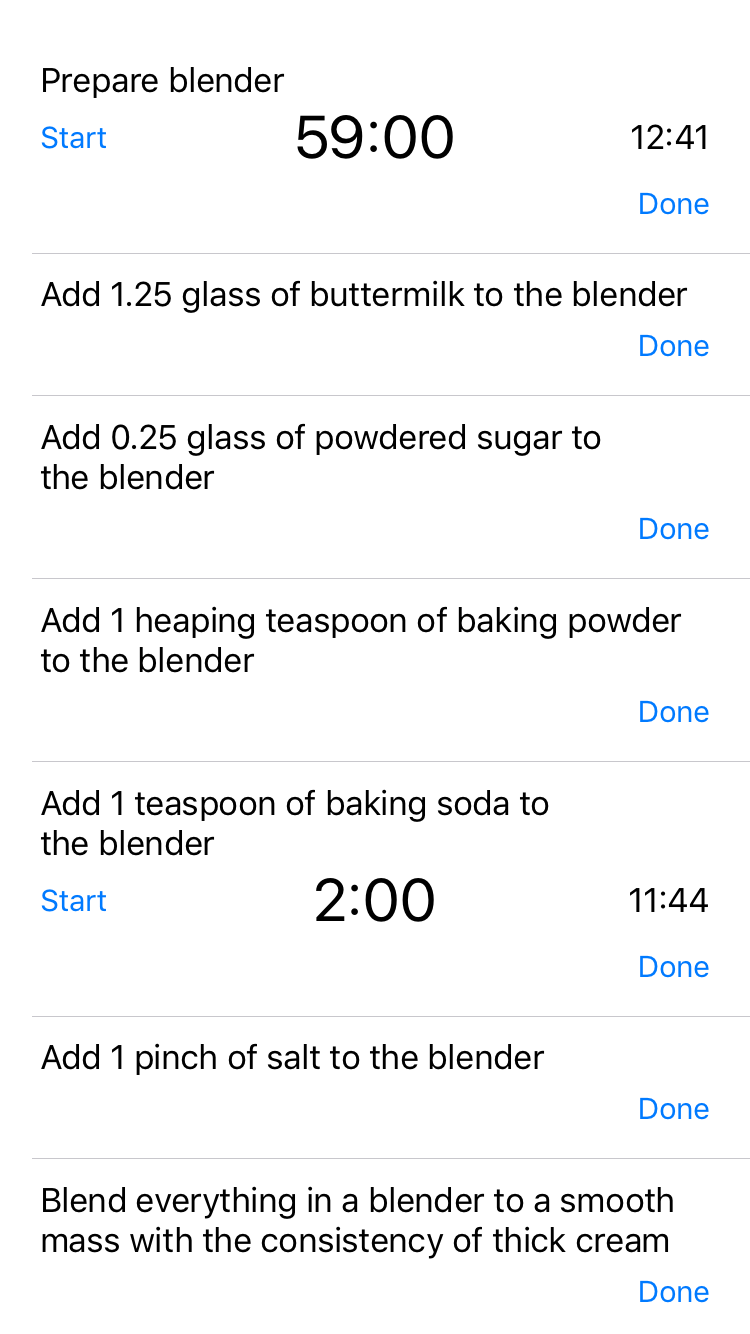 Prepare blender
Start 59:00 12:41
Done
Add 1.25 glass of buttermilk to the blender
Done
Add 0.25 glass of powdered sugar to
the blender
Done
Add 1 heaping teaspoon of baking powder
to the blender
Done
Add 1 teaspoon of baking soda to
the blender
Start 2:00 11:44
Done
Add 1 pinch of salt to the blender
Done
Blend everything in a blender to a smooth
mass with the consistency of thick cream
Done